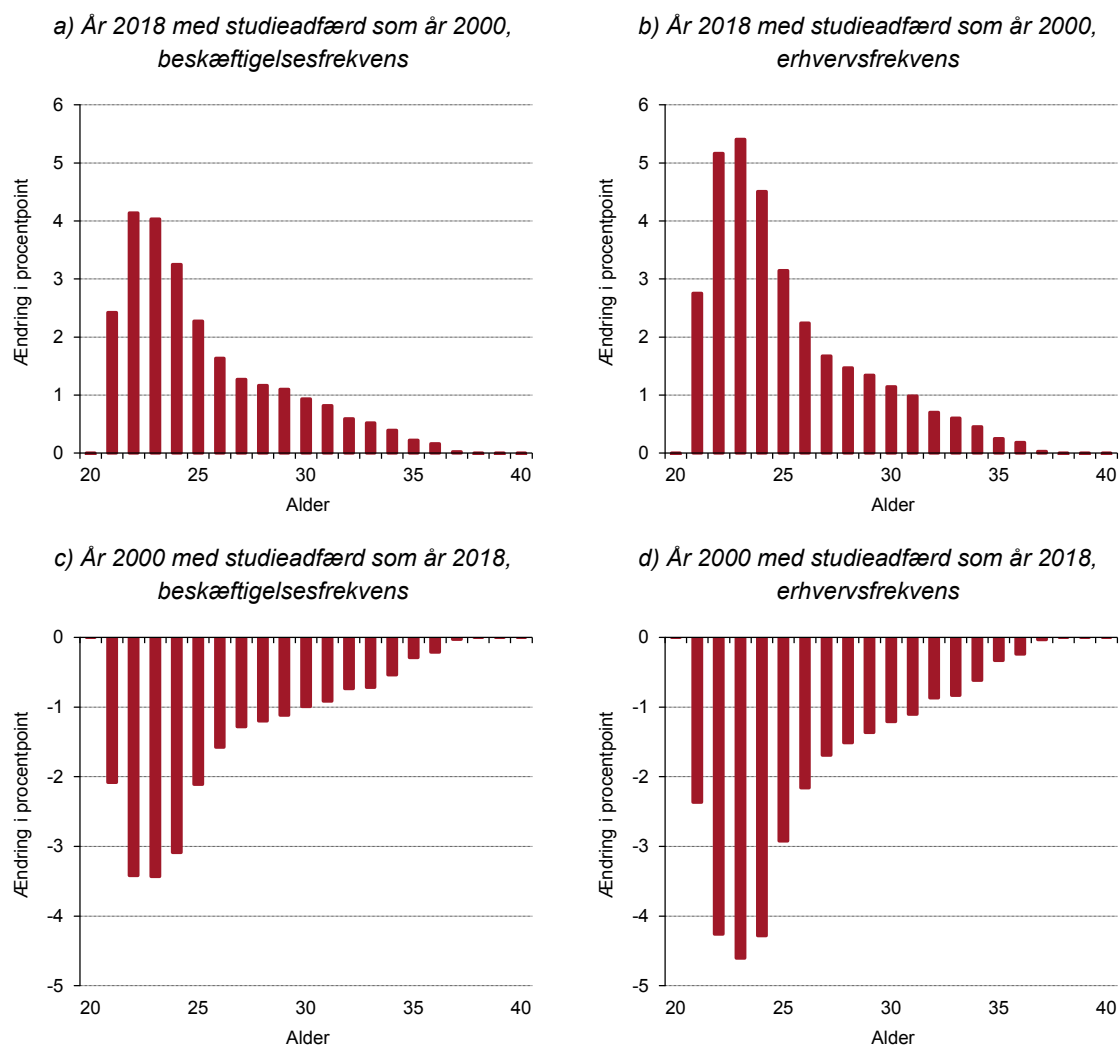 a) År 2018 med studieadfærd som år 2000,
beskæftigelsesfrekvens
Ændring i procentpoint
6
5
4
3
2
1
0
20 25 30 35 40
Alder
b) År 2018 med studieadfærd som år 2000,
erhvervsfrekvens
Ændring i procentpoint
6
5
4
3
2
1
0
20 25 30 35 40
Alder
c) År 2000 med studieadfærd som år 2018,
beskæftigelsesfrekvens
Ændring i procentpoint
0
-1
-2
-3
-4
-5
20 25 30 35 40
Alder
d) År 2000 med studieadfærd som år 2018,
erhvervsfrekvens
Ændring i procentpoint
0
-1
-2
-3
-4
-5
20 25 30 35 40
Alder